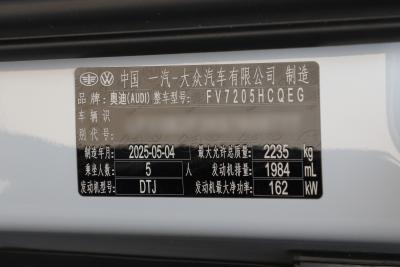 中国 一汽-大众汽车有限公司 制造
品牌:奥迪(AUDI) 整车型号: FV7205HCQEG
车辆识
别代号:
制造年月: 2025-05-04 最大允许总质量: 2235 kg
乘坐人数: 5 人 发动机排量: 1984 mL
发动机型号: DTJ 发动机最大净功率: 162 kW